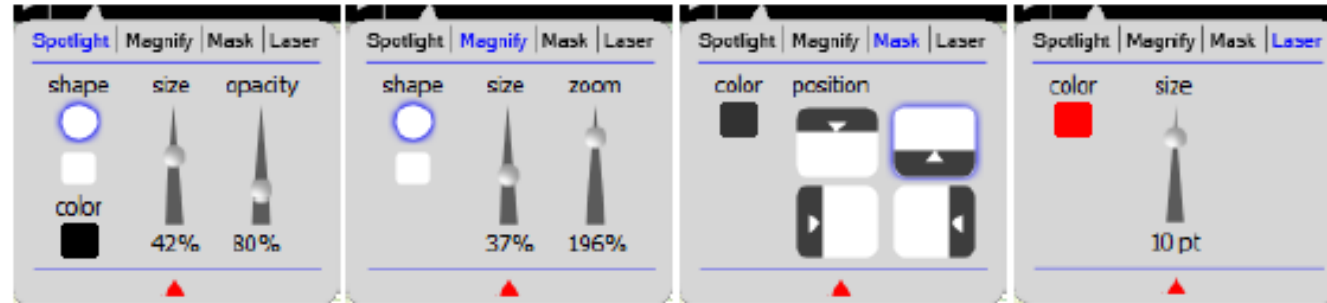 Spotlight | Magnify | Mask | Laser
shape size opacity
color
42% 80%
Spotlight | Magnify | Mask | Laser
shape size zoom
37% 196%
Spotlight | Magnify | Mask | Laser
color position
Spotlight | Magnify | Mask | Laser
color size
10 pt